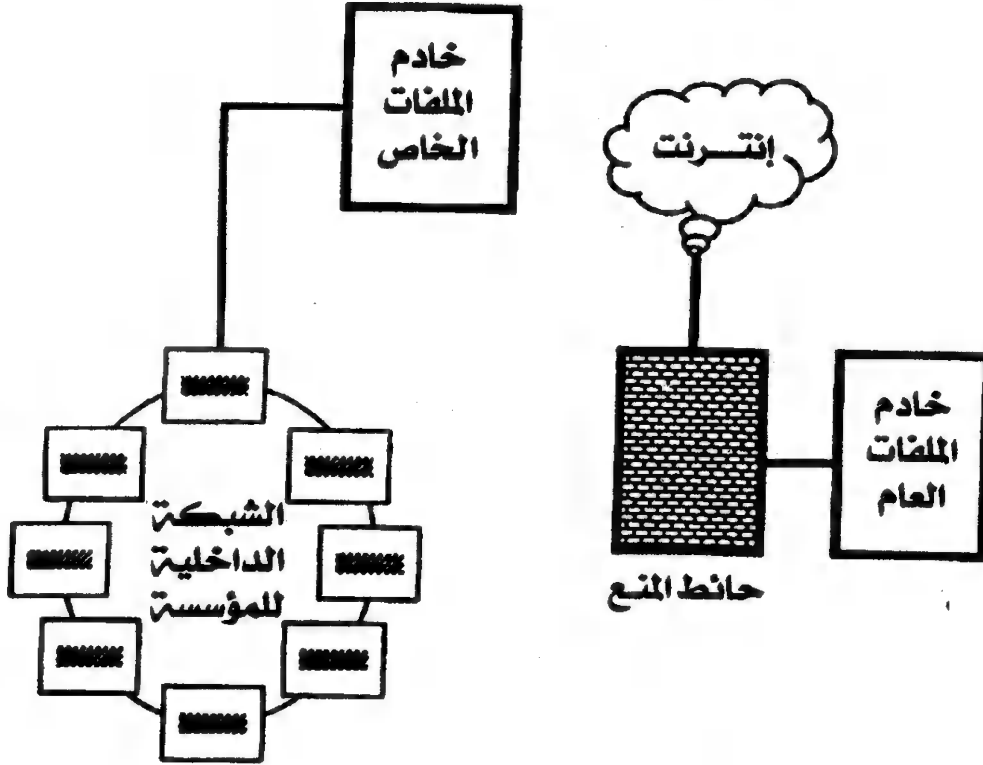 خادم
الملفات
الخاص
إنترنت
خادم
الملفات
العام
حائط المنع
الشبكة
الداخلية
للمؤسسة